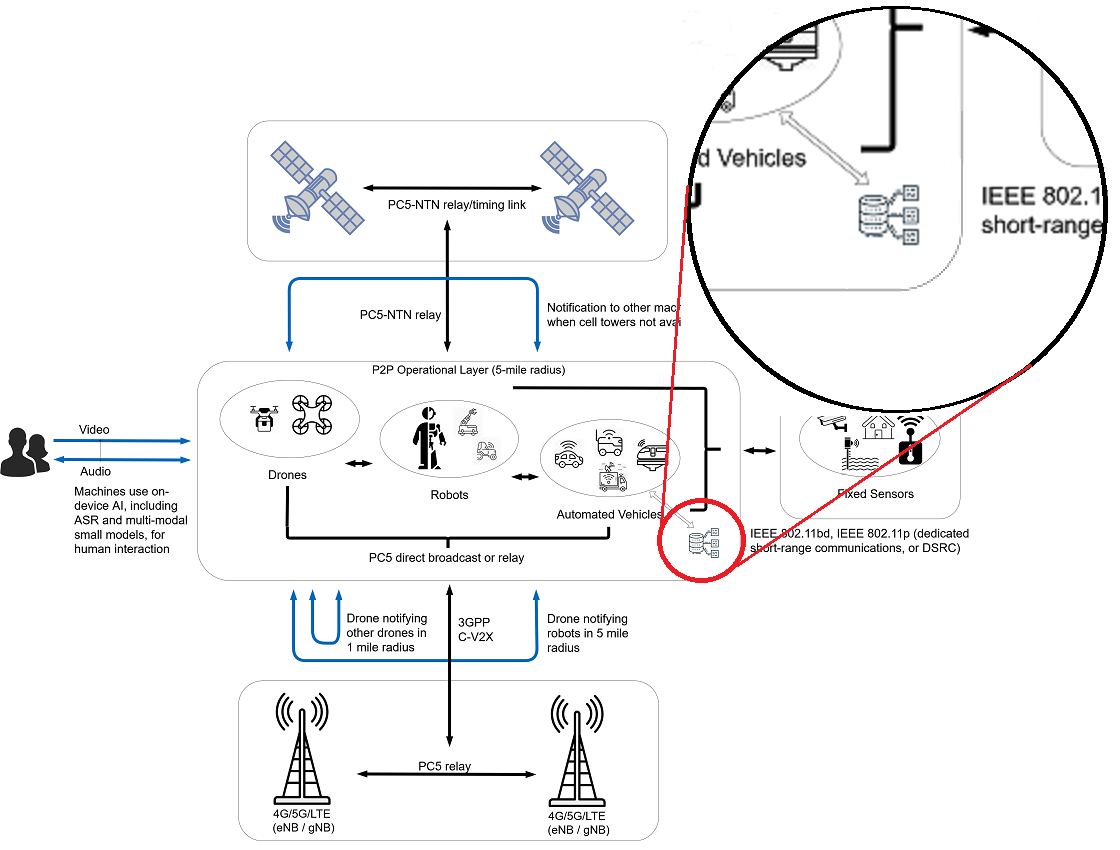 PC5-NTN relay/timing link
PC5-NTN relay
Notification to other
when cell towers not
d Vehicles
IEEE 802.1
short-range
P2P Operational Layer (5-mile radius)
Drones
Robots
Automated Vehicles
PC5 direct broadcast or relay
Video
Audio
Machines use on-
device AI, including
ASR and multi-modal
small models, for
human interaction
Fixed Sensors
IEEE 802.11bd, IEEE 802.11p (dedicated
short-range communications, or DSRC)
Drone notifying
other drones in
1 mile radius
3GPP
C-V2X
Drone notifying
robots in 5 mile
radius
PC5 relay
4G/5G/LTE
(eNB / gNB)
4G/5G/LTE
(eNB / gNB)